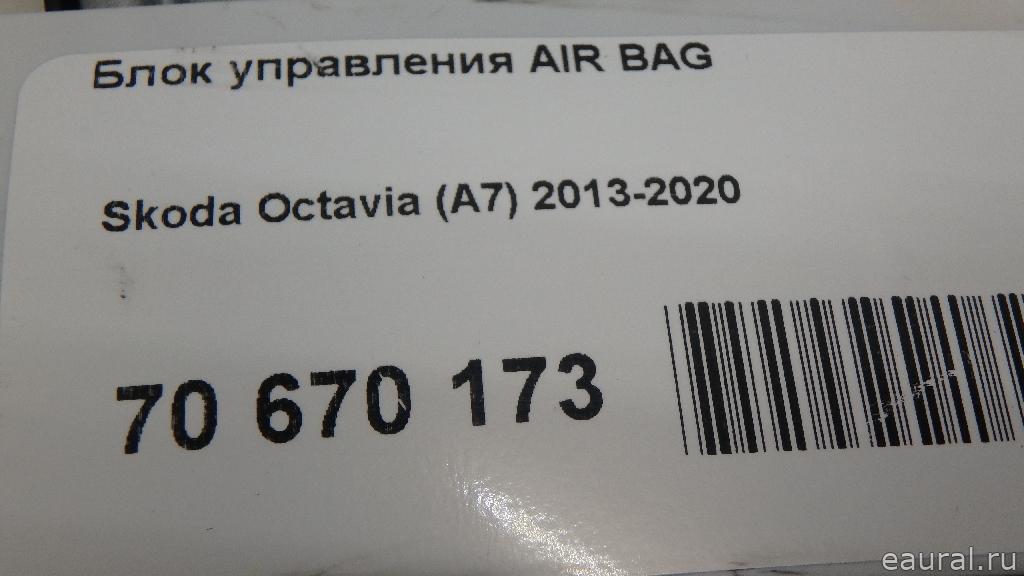 Блок управления AIR BAG
Skoda Octavia (A7) 2013-2020
70 670 173
eaural.ru